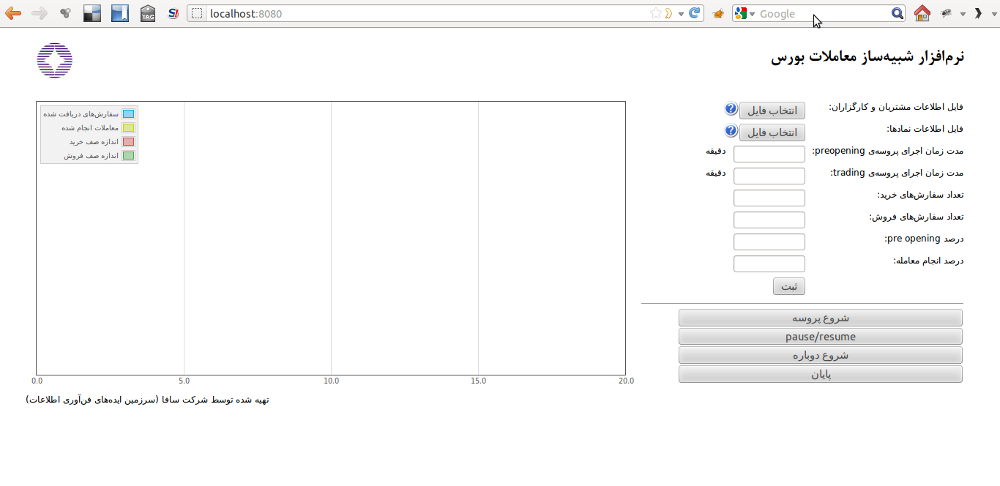 localhost:8080
Google
TAG
S!
نرم‌افزار شبیه‌ساز معاملات بورس
فایل اطلاعات مشتریان و کارگزاران:
انتخاب فایل
?
فایل اطلاعات نمادها:
انتخاب فایل
?
مدت زمان اجرای پروسه‌ی preopening:
دقیقه
مدت زمان اجرای پروسه‌ی trading:
دقیقه
تعداد سفارش‌های خرید:
تعداد سفارش‌های فروش:
درصد pre opening:
درصد انجام معامله:
ثبت
شروع پروسه
pause/resume
شروع دوباره
پایان
سفارش‌های دریافت شده
معاملات انجام شده
اندازه صف خرید
اندازه صف فروش
0.0 5.0 10.0 15.0 20.0
تهیه شده توسط شرکت سافا (سرزمین ایده‌های فن‌آوری اطلاعات)